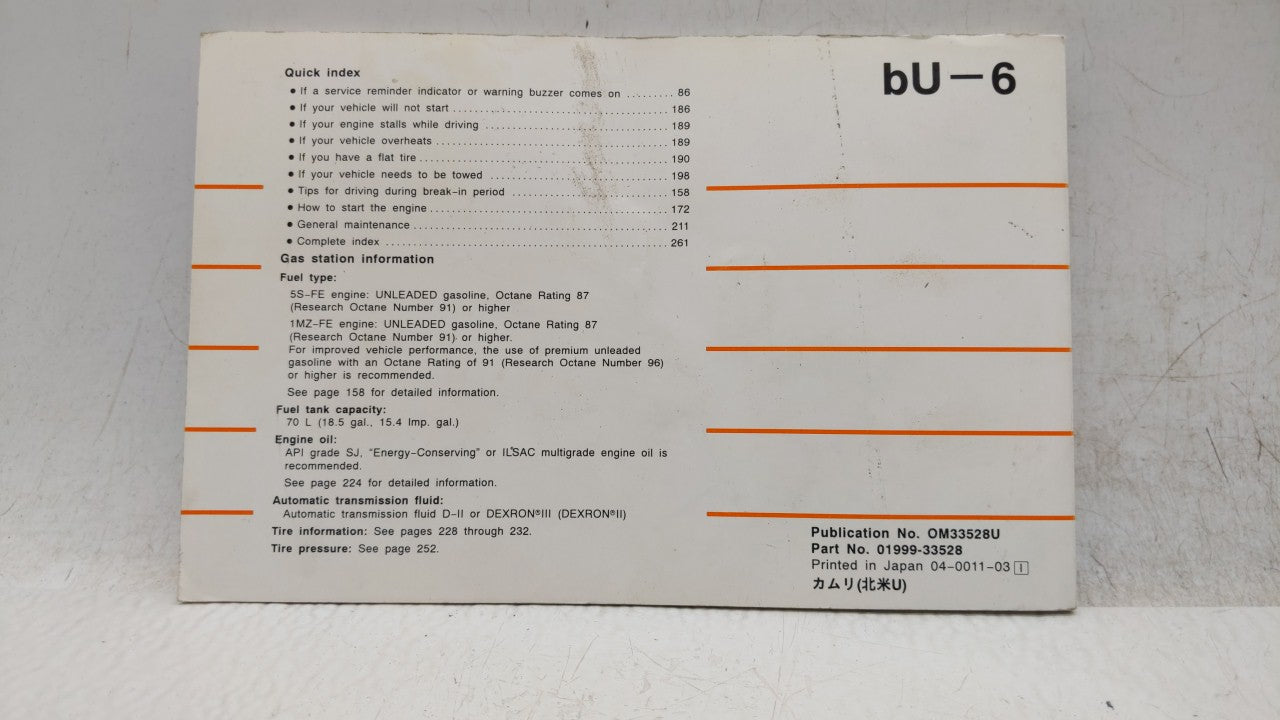 bU—6
Quick index
• If a service reminder indicator or warning buzzer comes on ......... 86
• If your vehicle will not start ........................................ 186
• If your engine stalls while driving .................................. 189
• If your vehicle overheats ............................................ 189
• If you have a flat tire .............................................. 190
• If your vehicle needs to be towed .................................... 198
• Tips for driving during break-in period .............................. 158
• How to start the engine .............................................. 172
• General maintenance .................................................. 211
• Complete index ....................................................... 261
Gas station information
Fuel type:
5S-FE engine: UNLEADED gasoline, Octane Rating 87
(Research Octane Number 91) or higher
1MZ-FE engine: UNLEADED gasoline, Octane Rating 87
(Research Octane Number 91) or higher.
For improved vehicle performance, the use of premium unleaded
gasoline with an Octane Rating of 91 (Research Octane Number 96)
or higher is recommended.
See page 158 for detailed information.
Fuel tank capacity:
70 L (18.5 gal., 15.4 Imp. gal.)
Engine oil:
API grade SJ, "Energy-Conserving" or ILSAC multigrade engine oil is
recommended.
See page 224 for detailed information.
Automatic transmission fluid:
Automatic transmission fluid D-II or DEXRON®III (DEXRON®II)
Tire information: See pages 228 through 232.
Tire pressure: See page 252.
Publication No. OM33528U
Part No. 01999-33528
Printed in Japan 04-0011-03 I
カムリ(北米U)